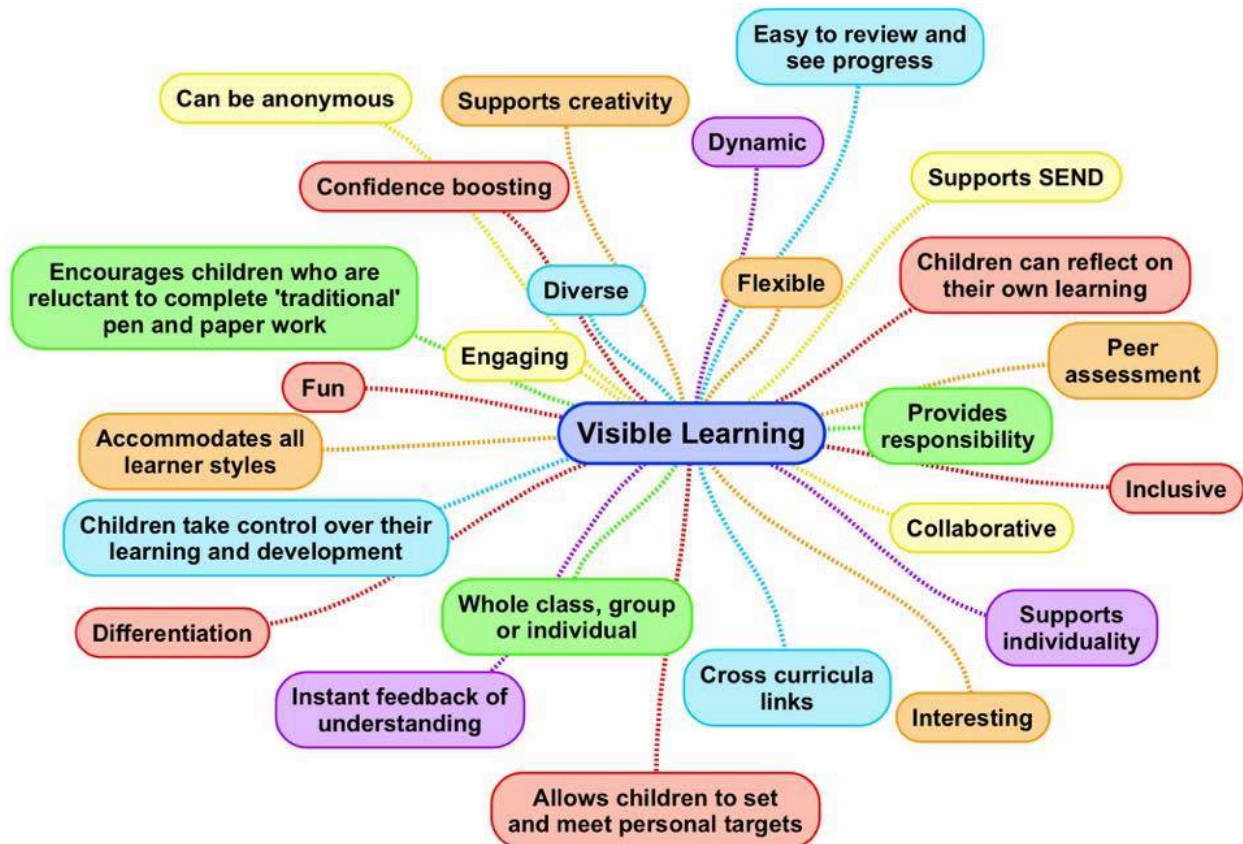 Easy to review and
see progress
Can be anonymous
Supports creativity
Dynamic
Confidence boosting
Supports SEND
Encourages children who are
reluctant to complete 'traditional'
pen and paper work
Diverse
Flexible
Children can reflect on
their own learning
Engaging
Peer
assessment
Fun
Visible Learning
Provides
responsibility
Accommodates all
learner styles
Inclusive
Children take control over their
learning and development
Collaborative
Differentiation
Whole class, group
or individual
Supports
individuality
Instant feedback of
understanding
Cross curricula
links
Interesting
Allows children to set
and meet personal targets